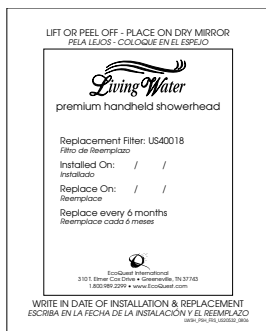 LIFT OR PEEL OFF - PLACE ON DRY MIRROR
PELA LEJOS - COLOQUE EN EL ESPEJO
Living Water
premium handheld showerhead
Replacement Filter: US40018
Filtro de Reemplazo
Installed On: / /
Installado
Replace On: / /
Reemplace
Replace every 6 months
Reemplace cada 6 meses
EcoQuest International
310 T. Elmer Cox Drive • Greeneville, TN 37743
1.800.989.2299 • www.EcoQuest.com
WRITE IN DATE OF INSTALLATION & REPLACEMENT
ESCRIBA EN LA FECHA DE LA INSTALACIÓN Y EL REEMPLAZO